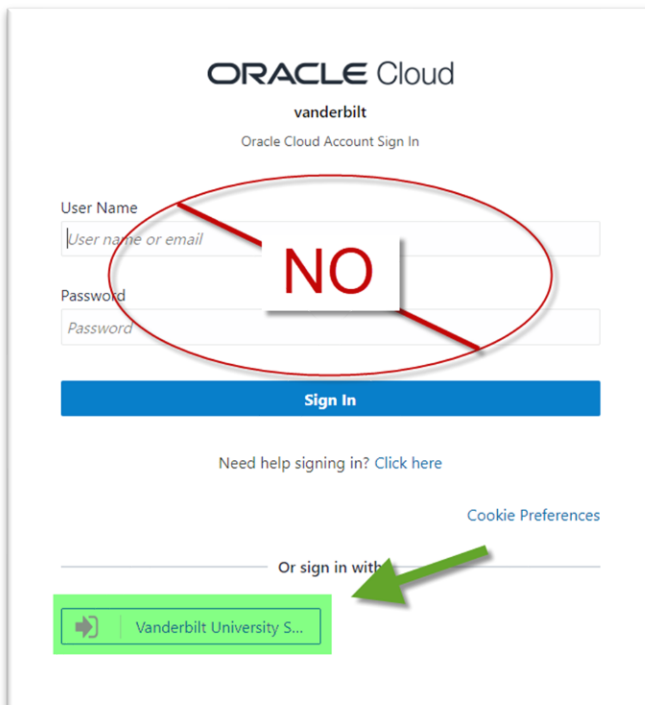 ORACLE Cloud
vanderbilt
Oracle Cloud Account Sign In
User Name
User name or email
NO
Password
Password
Sign In
Need help signing in? Click here
Cookie Preferences
Or sign in with
Vanderbilt University S...